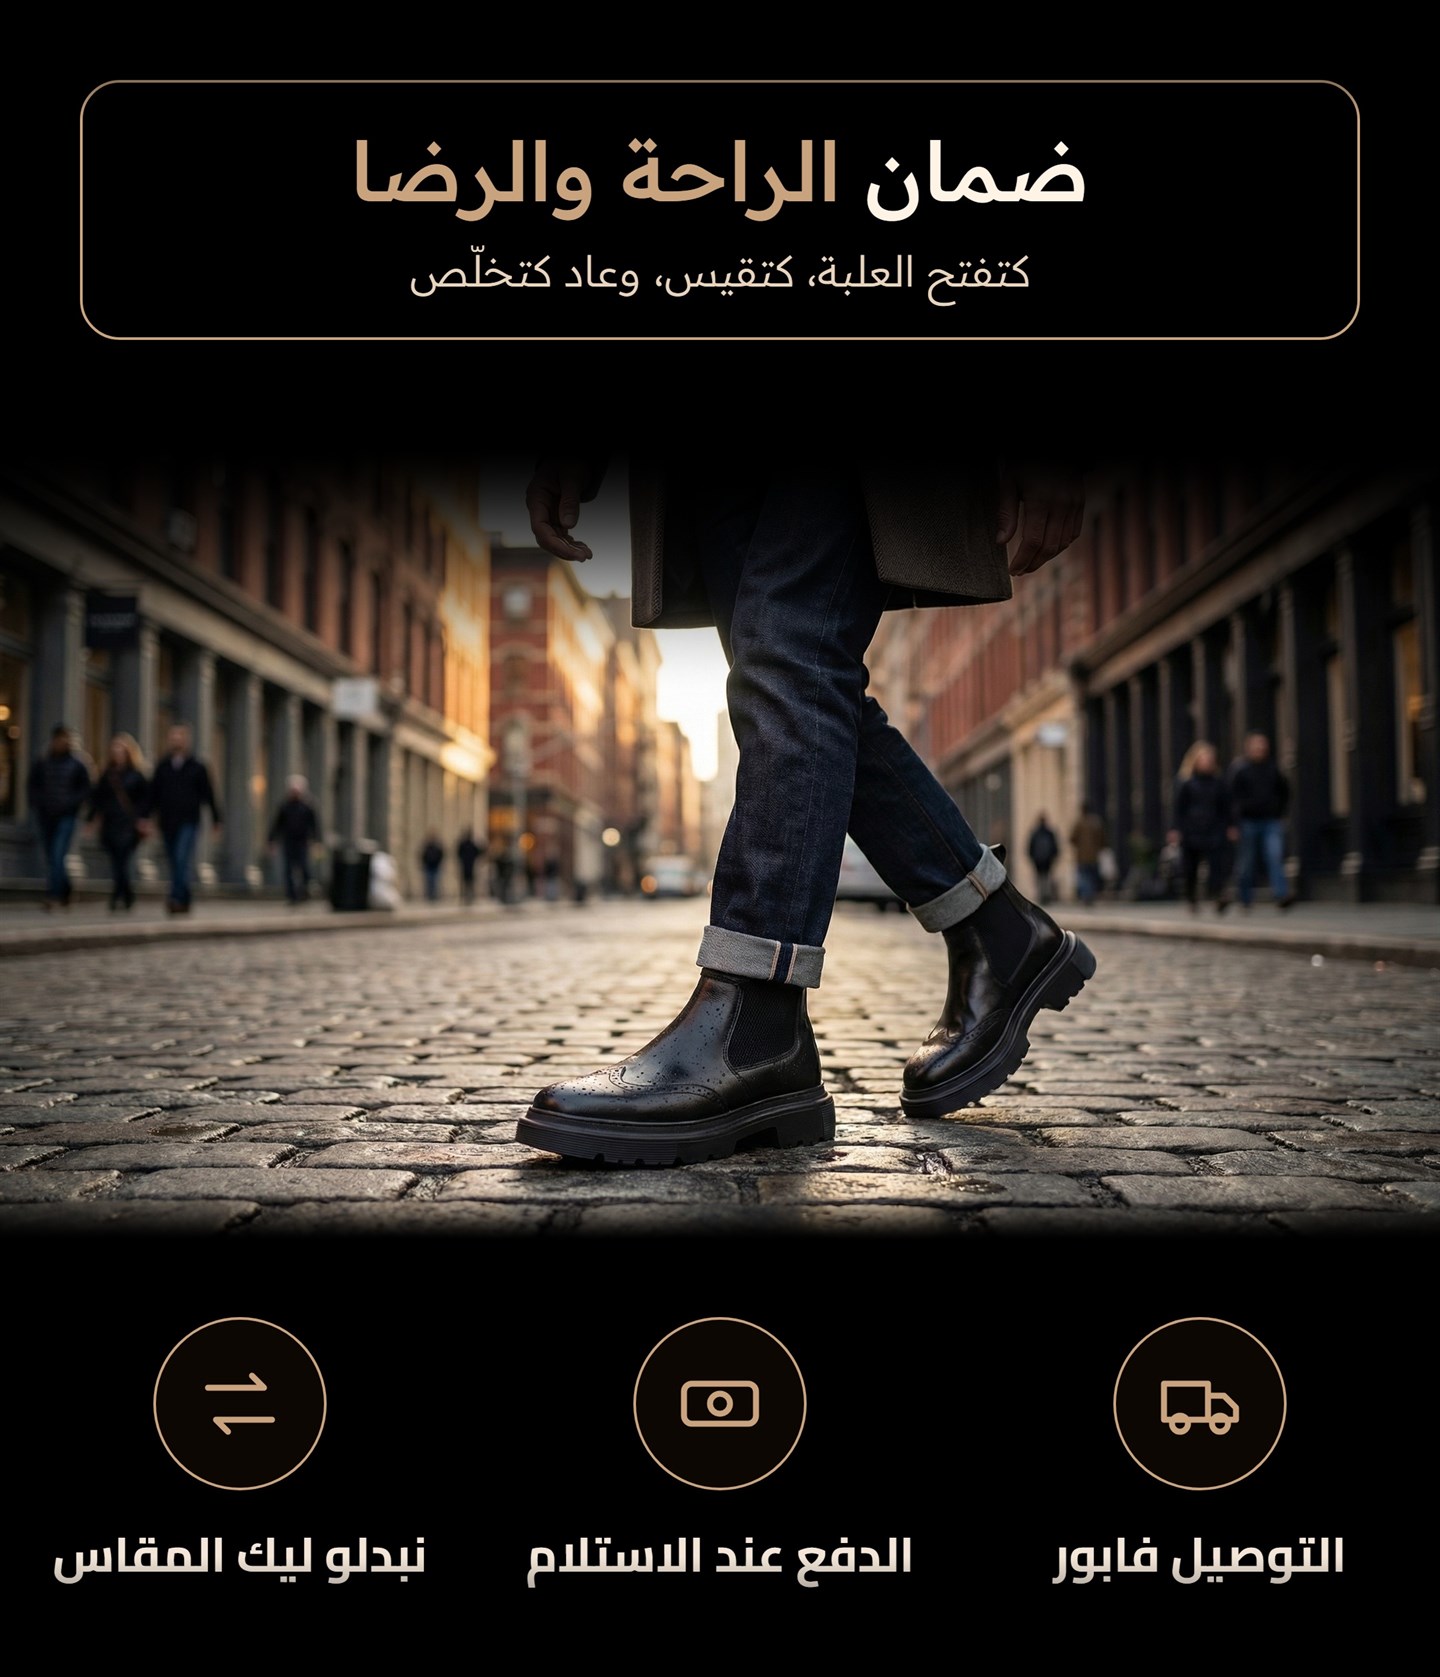 ضمان الراحة والرضا
كتفتح العلبة، كتقيس، وعاد كتخلّص
التوصيل فابور
الدفع عند الاستلام
نبدلو ليك المقاس